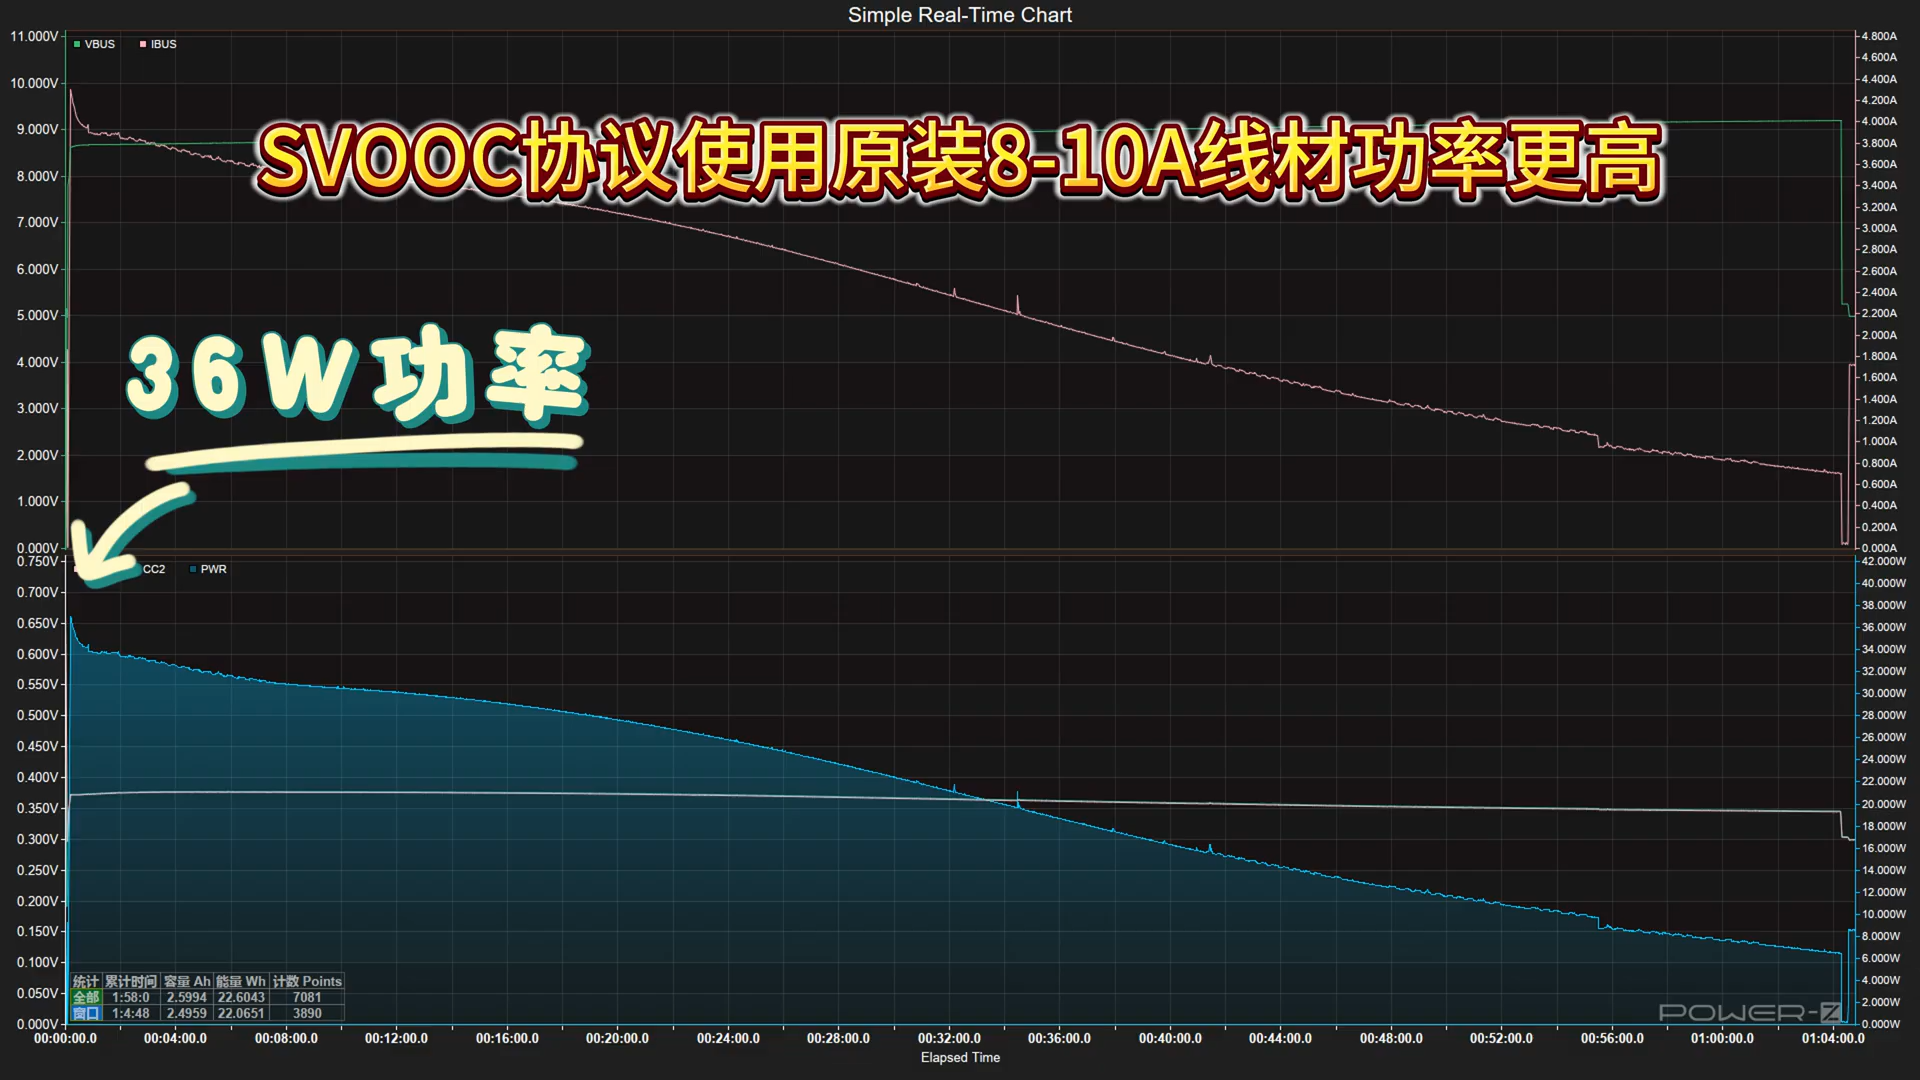 Simple Real-Time Chart
VBUS IBUS
11.000V
10.000V
9.000V
8.000V
7.000V
6.000V
5.000V
4.000V
3.000V
2.000V
1.000V
0.000V
4.800A
4.600A
4.400A
4.200A
4.000A
3.800A
3.600A
3.400A
3.200A
3.000A
2.800A
2.600A
2.400A
2.200A
2.000A
1.800A
1.600A
1.400A
1.200A
1.000A
0.800A
0.600A
0.400A
0.200A
0.000A
SVOOC协议使用原装8-10A线材功率更高
36W功率
CC2 PWR
0.750V
0.700V
0.650V
0.600V
0.550V
0.500V
0.450V
0.400V
0.350V
0.300V
0.250V
0.200V
0.150V
0.100V
0.050V
0.000V
42.000W
40.000W
38.000W
36.000W
34.000W
32.000W
30.000W
28.000W
26.000W
24.000W
22.000W
20.000W
18.000W
16.000W
14.000W
12.000W
10.000W
8.000W
6.000W
4.000W
2.000W
0.000W
统计 累计时间 容量 Ah 能量 Wh 计数 Points
全部 1:58:0 2.5994 22.6043 7081
窗口 1:4:48 2.4959 22.0651 3890
POWER-Z
00:00:00.0 00:04:00.0 00:08:00.0 00:12:00.0 00:16:00.0 00:20:00.0 00:24:00.0 00:28:00.0 00:32:00.0 00:36:00.0 00:40:00.0 00:44:00.0 00:48:00.0 00:52:00.0 00:56:00.0 01:00:00.0 01:04:00.0
Elapsed Time